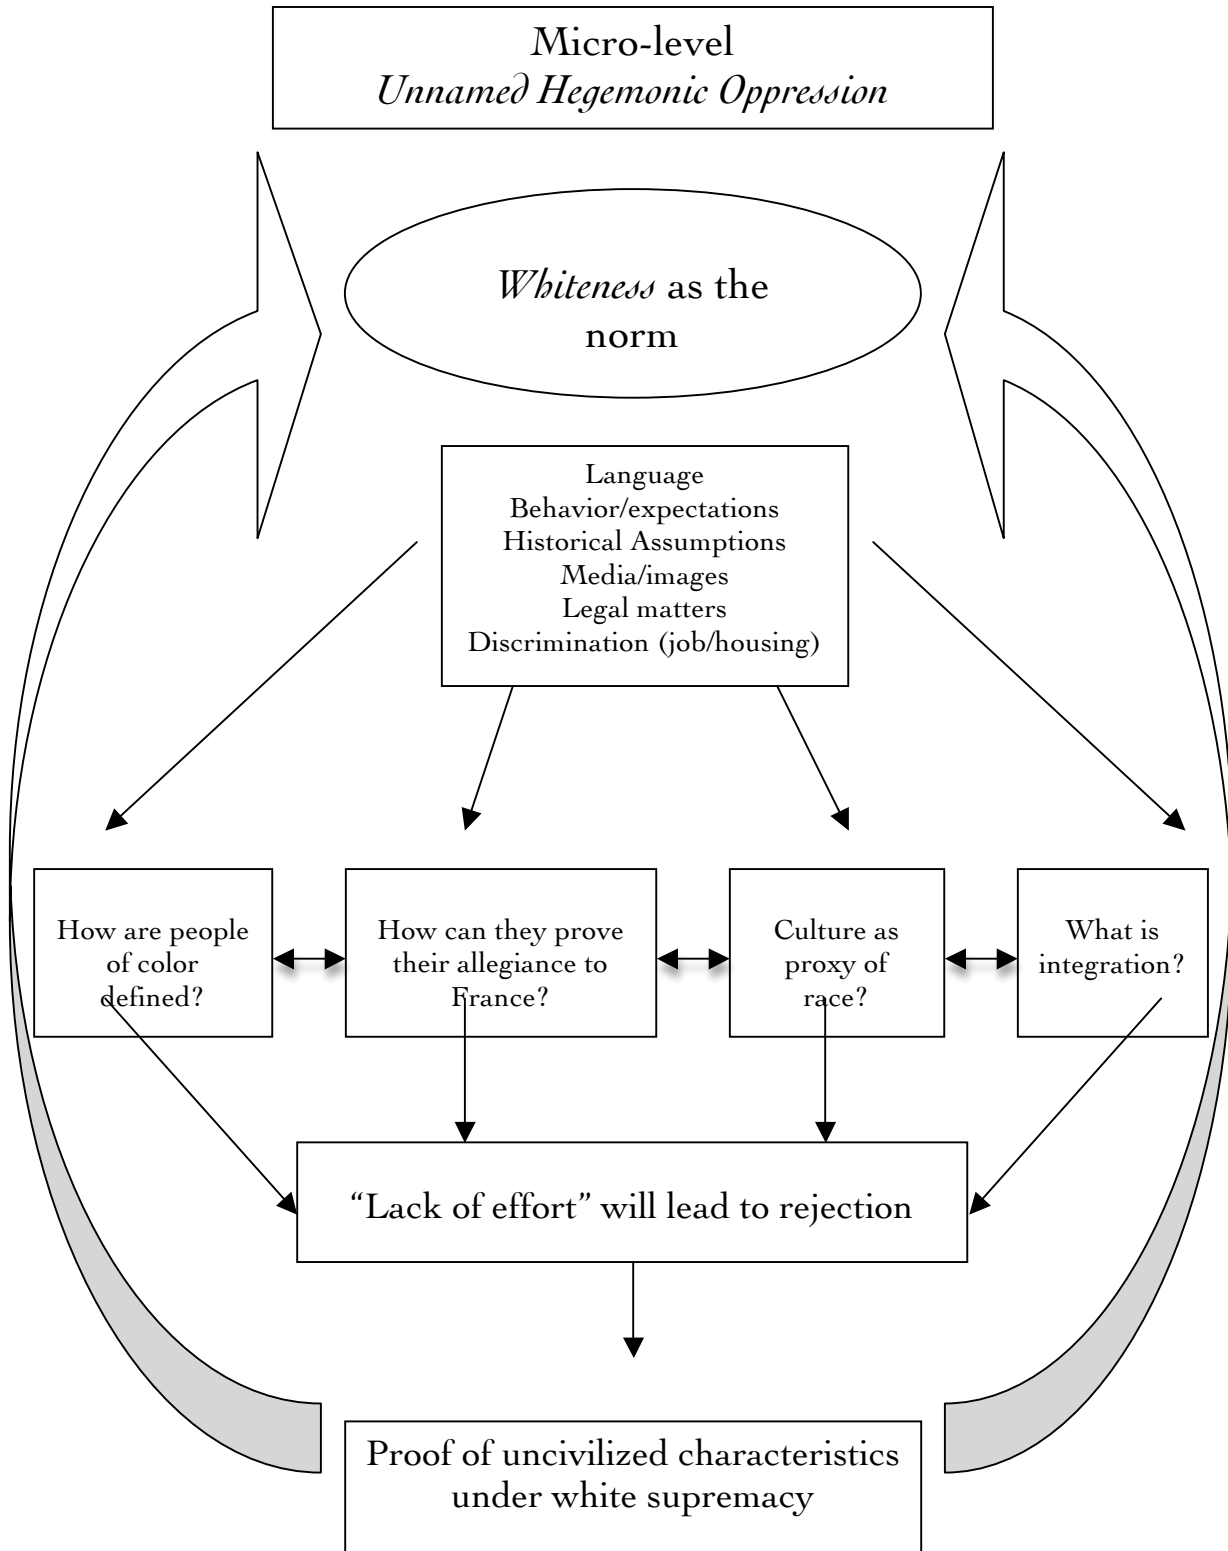 Micro-level
Unnamed Hegemonic Oppression
Whiteness as the
norm
Language
Behavior/expectations
Historical Assumptions
Media/images
Legal matters
Discrimination (job/housing)
How are people
of color
defined?
How can they prove
their allegiance to
France?
Culture as
proxy of
race?
What is
integration?
“Lack of effort” will lead to rejection
Proof of uncivilized characteristics
under white supremacy